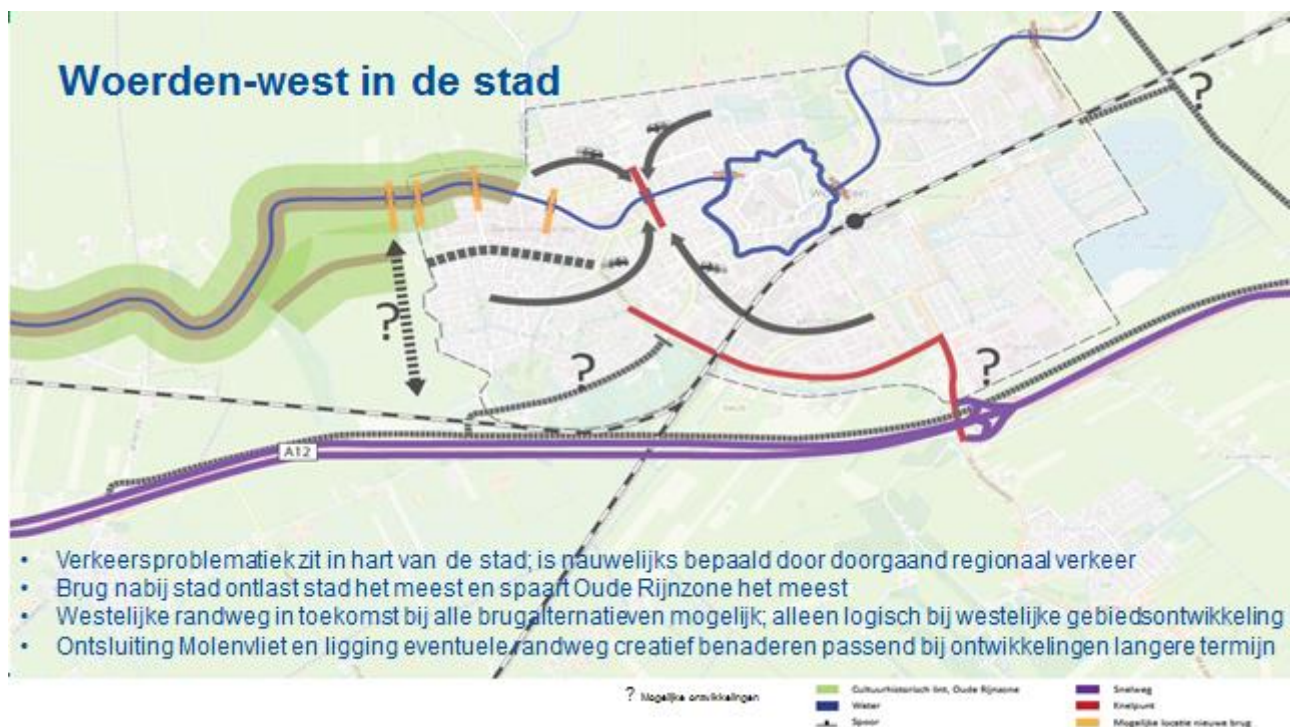 Woerden-west in de stad
?
?
?
?
A12
• Verkeersproblematiek zit in hart van de stad; is nauwelijks bepaald door doorgaand regionaal verkeer
• Brug nabij stad ontlast stad het meest en spaart Oude Rijnzone het meest
• Westelijke randweg in toekomst bij alle brugalternatieven mogelijk; alleen logisch bij westelijke gebiedsontwikkeling
• Ontsluiting Molenvliet en ligging eventuele randweg creatief benaderen passend bij ontwikkelingen langere termijn
? Mogelijke ontwikkelingen
Cultuurhistorisch lint, Oude Rijnzone
Water
Spoor
Snelweg
Knelpunt
Mogelijke locatie nieuwe brug